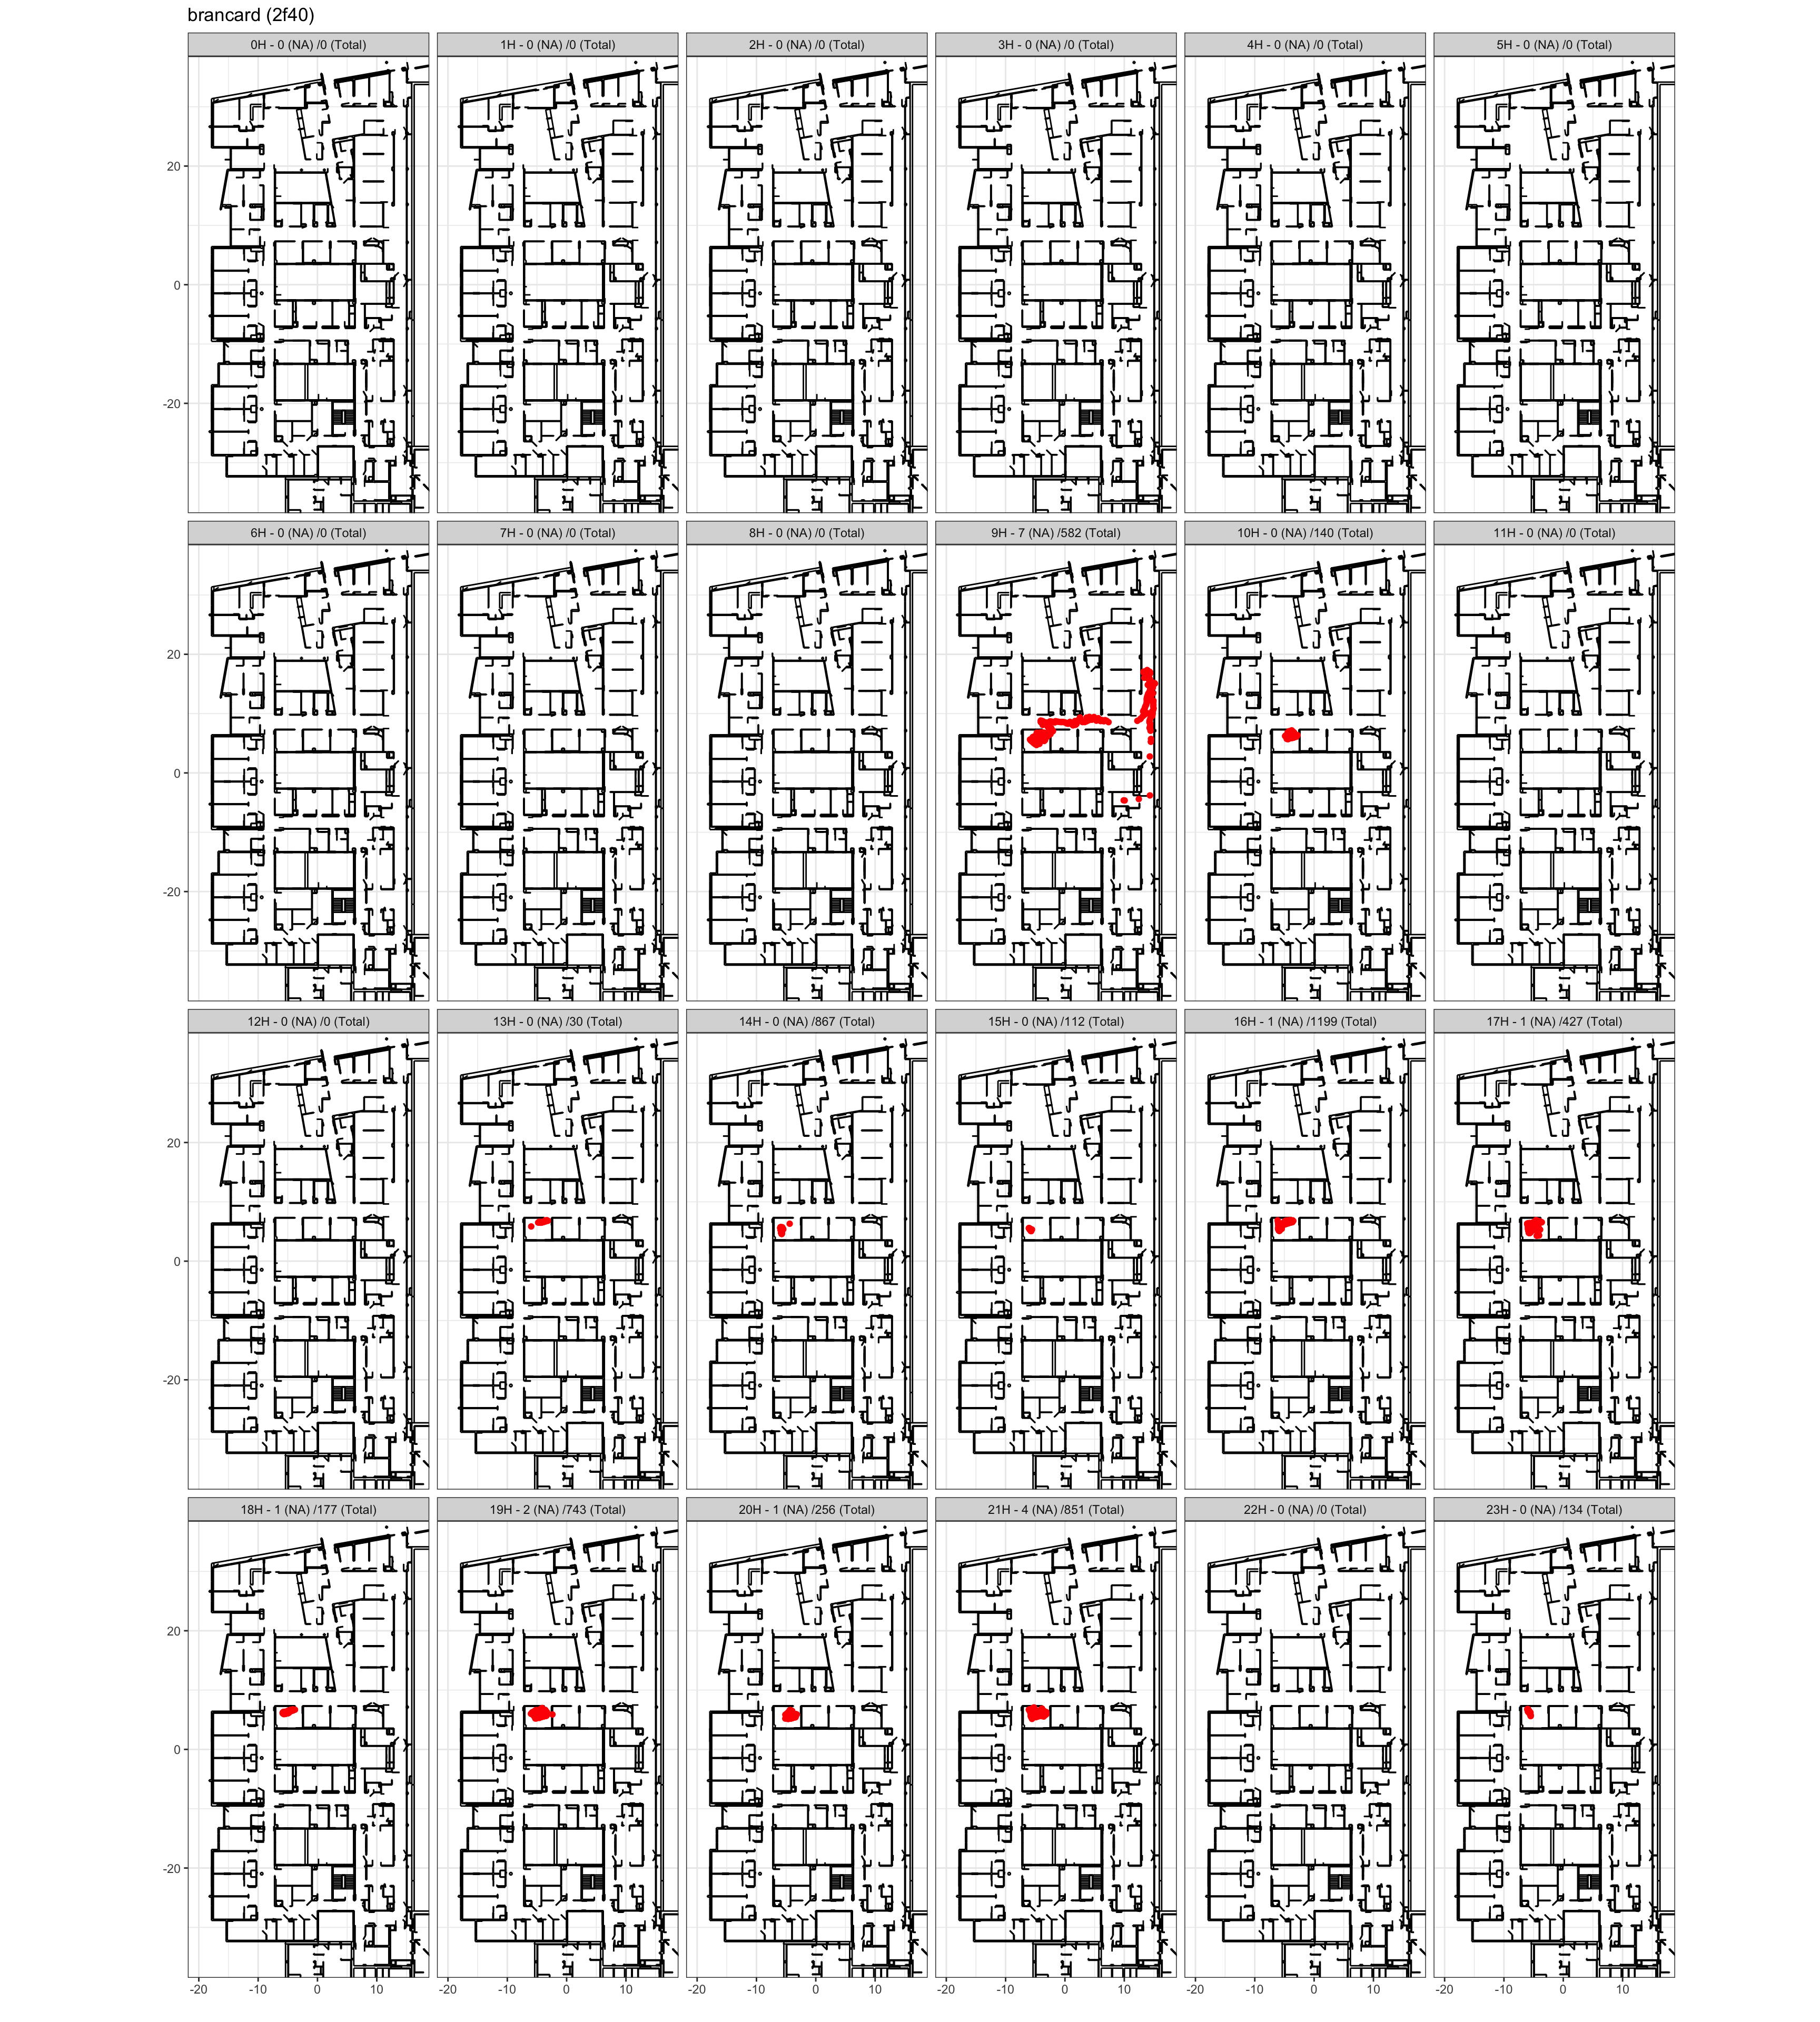 brancard (2f40)
0H - 0 (NA) /0 (Total) 1H - 0 (NA) /0 (Total) 2H - 0 (NA) /0 (Total) 3H - 0 (NA) /0 (Total) 4H - 0 (NA) /0 (Total) 5H - 0 (NA) /0 (Total)
20
0
-20
6H - 0 (NA) /0 (Total) 7H - 0 (NA) /0 (Total) 8H - 0 (NA) /0 (Total) 9H - 7 (NA) /582 (Total) 10H - 0 (NA) /140 (Total) 11H - 0 (NA) /0 (Total)
20
0
-20
12H - 0 (NA) /0 (Total) 13H - 0 (NA) /30 (Total) 14H - 0 (NA) /867 (Total) 15H - 0 (NA) /112 (Total) 16H - 1 (NA) /1199 (Total) 17H - 1 (NA) /427 (Total)
20
0
-20
18H - 1 (NA) /177 (Total) 19H - 2 (NA) /743 (Total) 20H - 1 (NA) /256 (Total) 21H - 4 (NA) /851 (Total) 22H - 0 (NA) /0 (Total) 23H - 0 (NA) /134 (Total)
20
0
-20
-20 -10 0 10 -20 -10 0 10 -20 -10 0 10 -20 -10 0 10 -20 -10 0 10 -20 -10 0 10